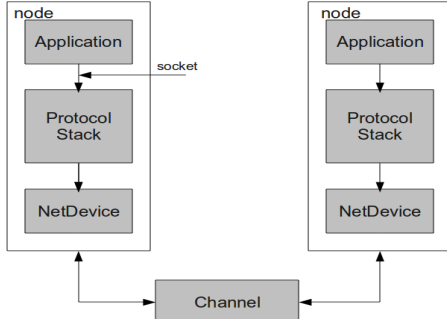 node
Application
socket
Protocol
Stack
NetDevice
node
Application
Protocol
Stack
NetDevice
Channel